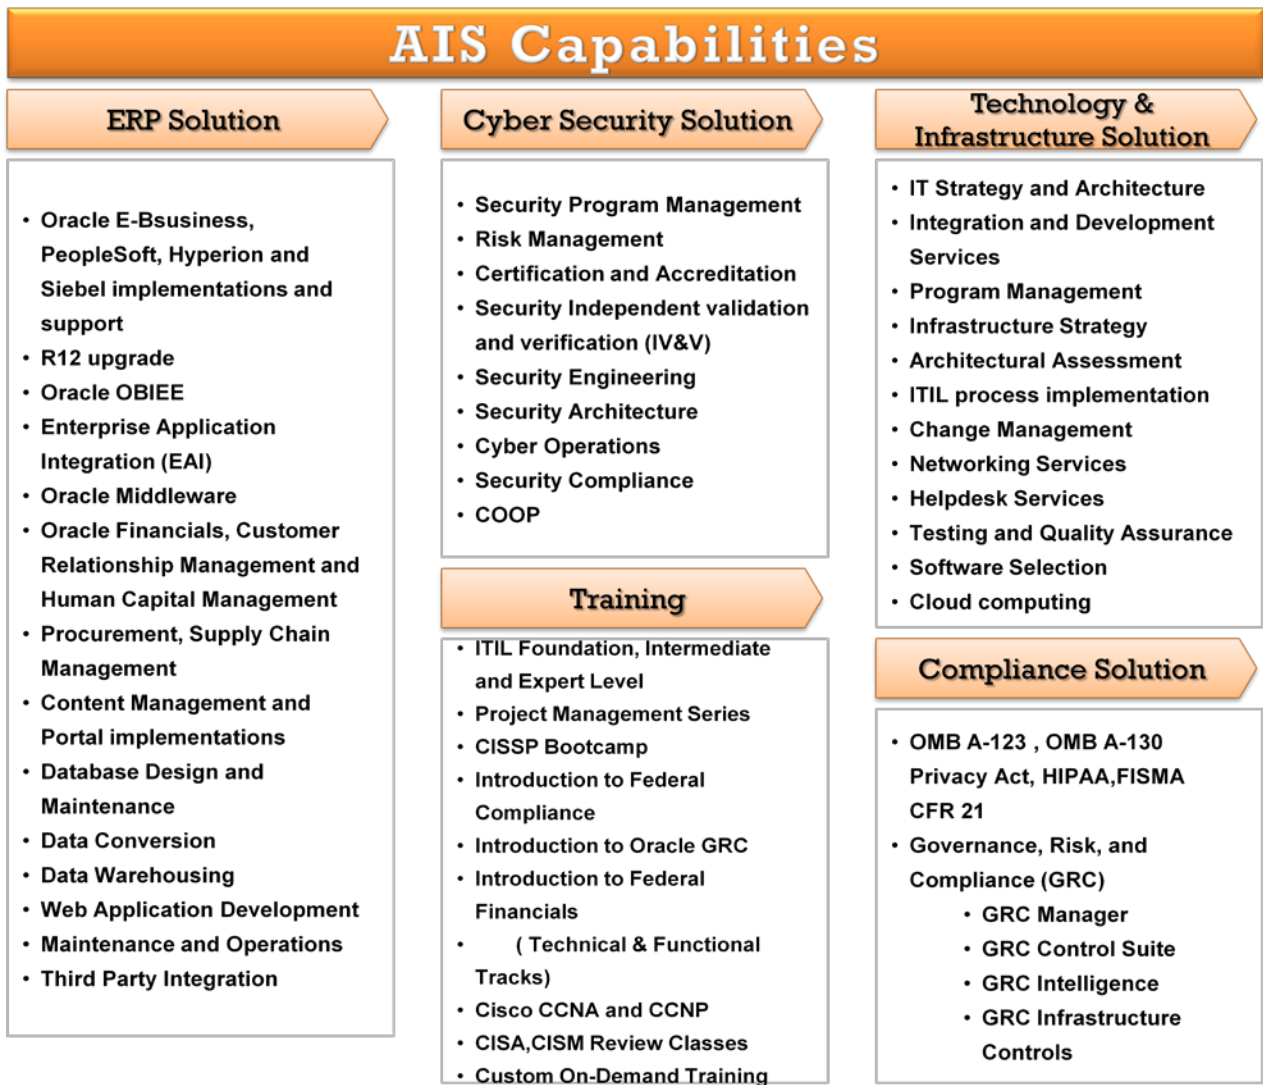 AIS Capabilities
ERP Solution
• Oracle E-Bsusiness,
PeopleSoft, Hyperion and
Siebel implementations and
support
• R12 upgrade
• Oracle OBIEE
• Enterprise Application
Integration (EAI)
• Oracle Middleware
• Oracle Financials, Customer
Relationship Management and
Human Capital Management
• Procurement, Supply Chain
Management
• Content Management and
Portal implementations
• Database Design and
Maintenance
• Data Conversion
• Data Warehousing
• Web Application Development
• Maintenance and Operations
• Third Party Integration
Cyber Security Solution
• Security Program Management
• Risk Management
• Certification and Accreditation
• Security Independent validation
and verification (IV&V)
• Security Engineering
• Security Architecture
• Cyber Operations
• Security Compliance
• COOP
Training
• ITIL Foundation, Intermediate
and Expert Level
• Project Management Series
• CISSP Bootcamp
• Introduction to Federal
Compliance
• Introduction to Oracle GRC
• Introduction to Federal
Financials
• ( Technical & Functional
Tracks)
• Cisco CCNA and CCNP
• CISA,CISM Review Classes
• Custom On-Demand Training
Technology &
Infrastructure Solution
• IT Strategy and Architecture
• Integration and Development
Services
• Program Management
• Infrastructure Strategy
• Architectural Assessment
• ITIL process implementation
• Change Management
• Networking Services
• Helpdesk Services
• Testing and Quality Assurance
• Software Selection
• Cloud computing
Compliance Solution
• OMB A-123 , OMB A-130
Privacy Act, HIPAA,FISMA
CFR 21
• Governance, Risk, and
Compliance (GRC)
• GRC Manager
• GRC Control Suite
• GRC Intelligence
• GRC Infrastructure
Controls